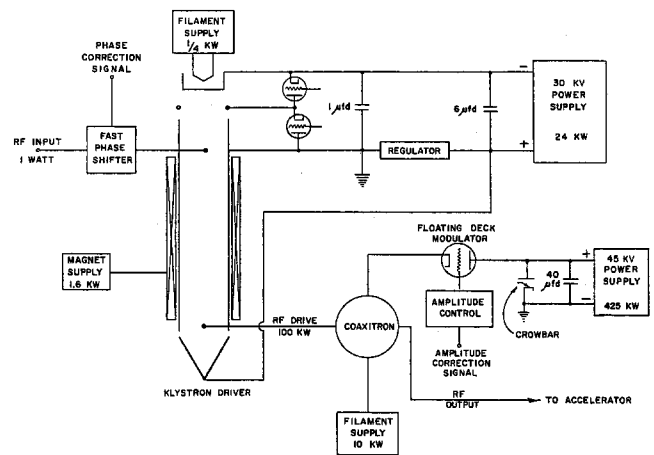 FILAMENT
SUPPLY
1/4 KW
PHASE
CORRECTION
SIGNAL
RF INPUT
1 WATT
FAST
PHASE
SHIFTER
1 µfd
6 µfd
−
+
30 KV
POWER
SUPPLY
24 KW
REGULATOR
MAGNET
SUPPLY
1.6 KW
FLOATING DECK
MODULATOR
AMPLITUDE
CONTROL
AMPLITUDE
CORRECTION
SIGNAL
40
µfd
CROWBAR
+
−
45 KV
POWER
SUPPLY
425 KW
RF DRIVE
100 KW
COAXITRON
KLYSTRON DRIVER
RF
OUTPUT
TO ACCELERATOR
FILAMENT
SUPPLY
10 KW